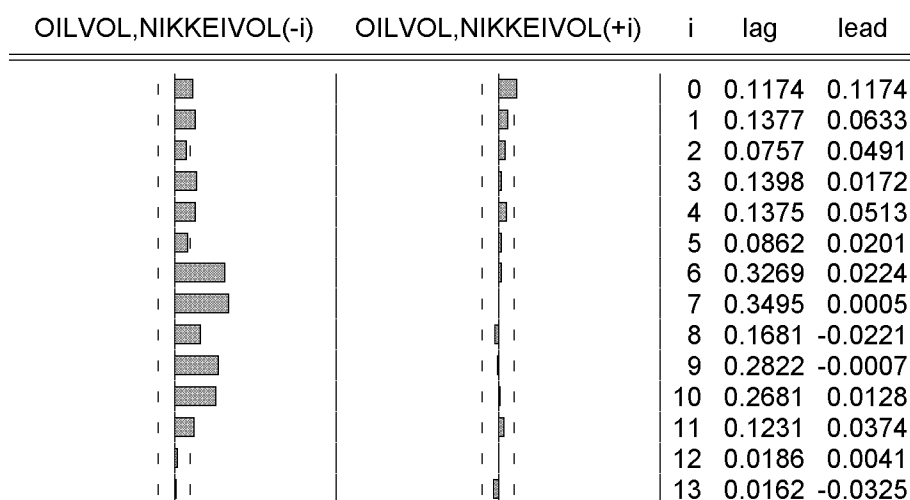 OILVOL,NIKKEIVOL(-i) OILVOL,NIKKEIVOL(+i) i lag lead
0 0.1174 0.1174
1 0.1377 0.0633
2 0.0757 0.0491
3 0.1398 0.0172
4 0.1375 0.0513
5 0.0862 0.0201
6 0.3269 0.0224
7 0.3495 0.0005
8 0.1681 -0.0221
9 0.2822 -0.0007
10 0.2681 0.0128
11 0.1231 0.0374
12 0.0186 0.0041
13 0.0162 -0.0325